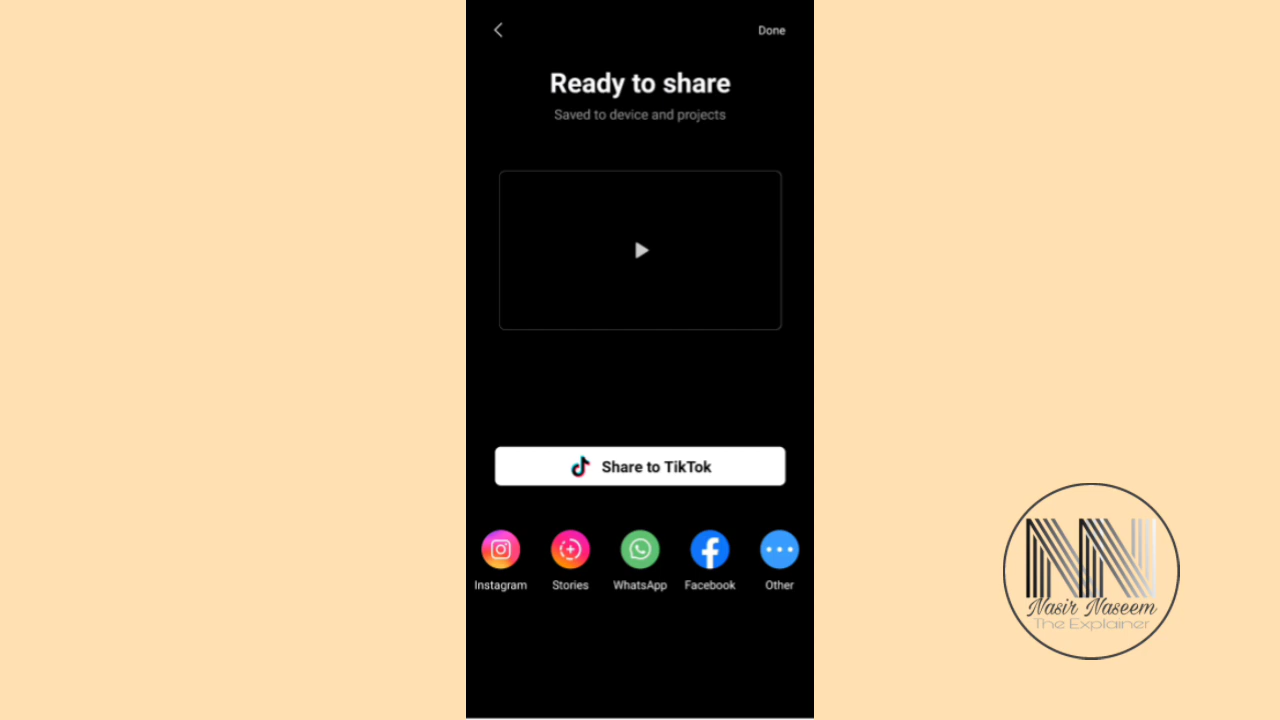 Done
Ready to share
Saved to device and projects
Share to TikTok
Instagram
Stories
WhatsApp
Facebook
Other
NN
Nasir Naseem
The Explainer